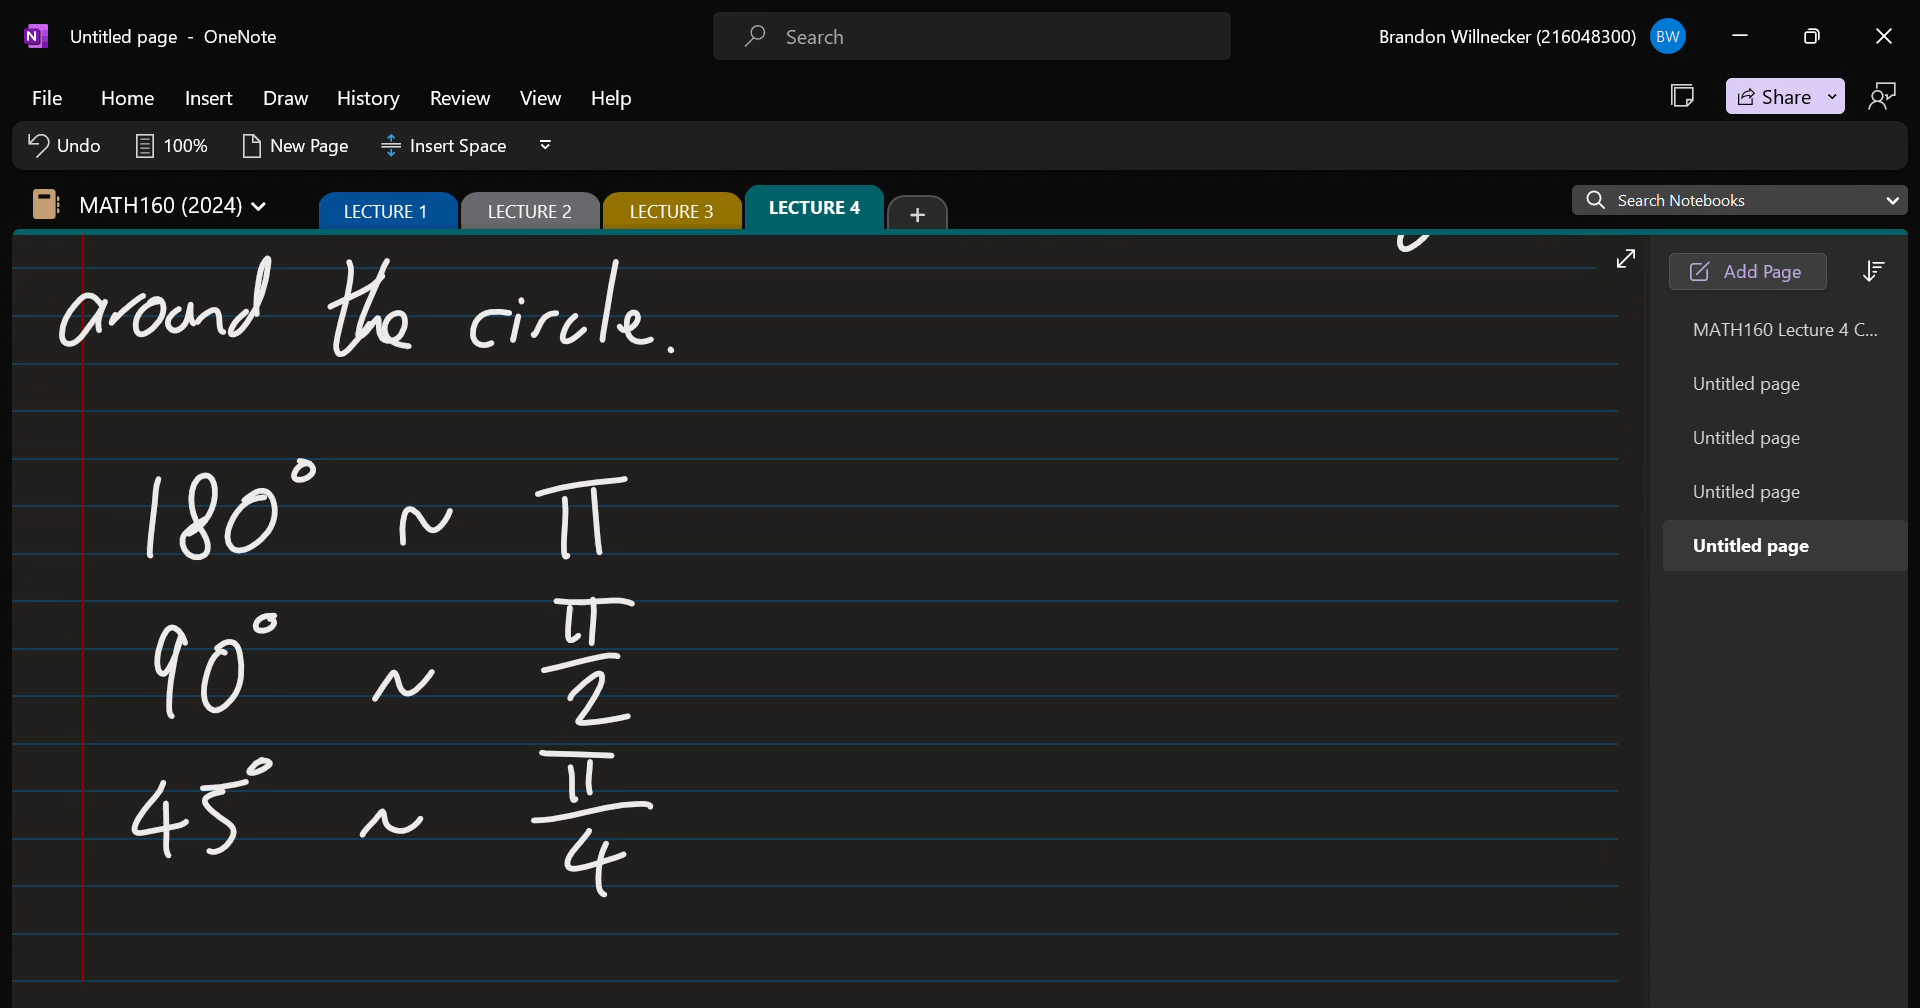 Untitled page - OneNote
Search
Brandon Willnecker (216048300) BW
File Home Insert Draw History Review View Help
Share
Undo 100% New Page Insert Space
MATH160 (2024) LECTURE 1 LECTURE 2 LECTURE 3 LECTURE 4 +
Search Notebooks
around the circle.
180° ~ π
90° ~ π/2
45° ~ π/4
Add Page
MATH160 Lecture 4 C...
Untitled page
Untitled page
Untitled page
Untitled page